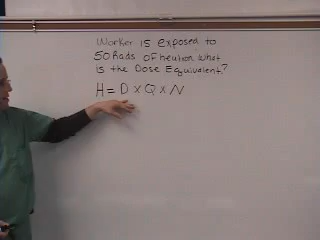 Worker is exposed to
50 Rads of neutron What
is the Dose Equivalent?
H = D x Q x N